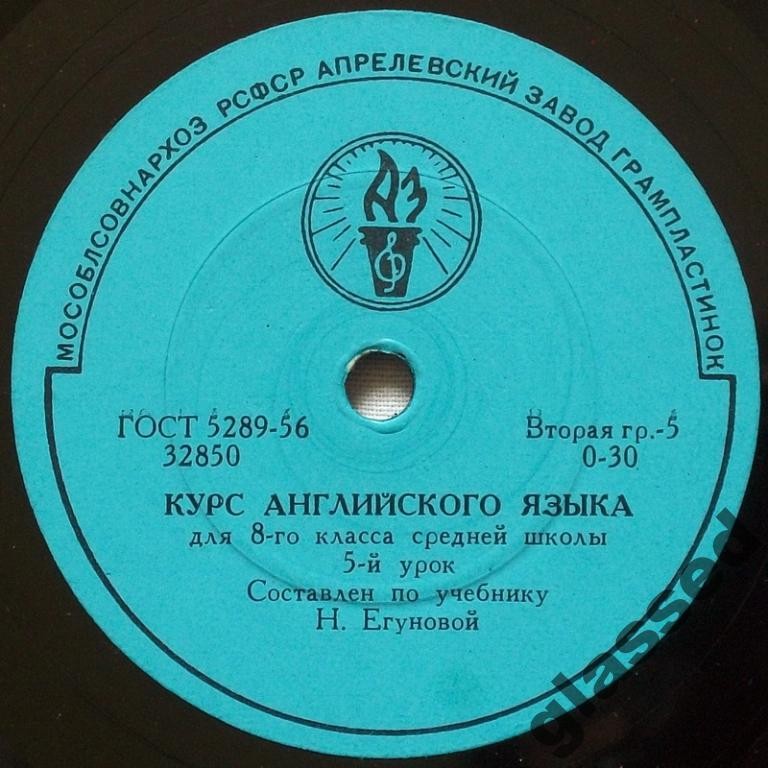 МОСОБЛСОВНАРХОЗ РСФСР АПРЕЛЕВСКИЙ ЗАВОД ГРАМПЛАСТИНОК
АЗ
ГОСТ 5289-56
32850
Вторая гр.-5
0-30
КУРС АНГЛИЙСКОГО ЯЗЫКА
для 8-го класса средней школы
5-й урок
Составлен по учебнику
Н. Егуновой
glassed